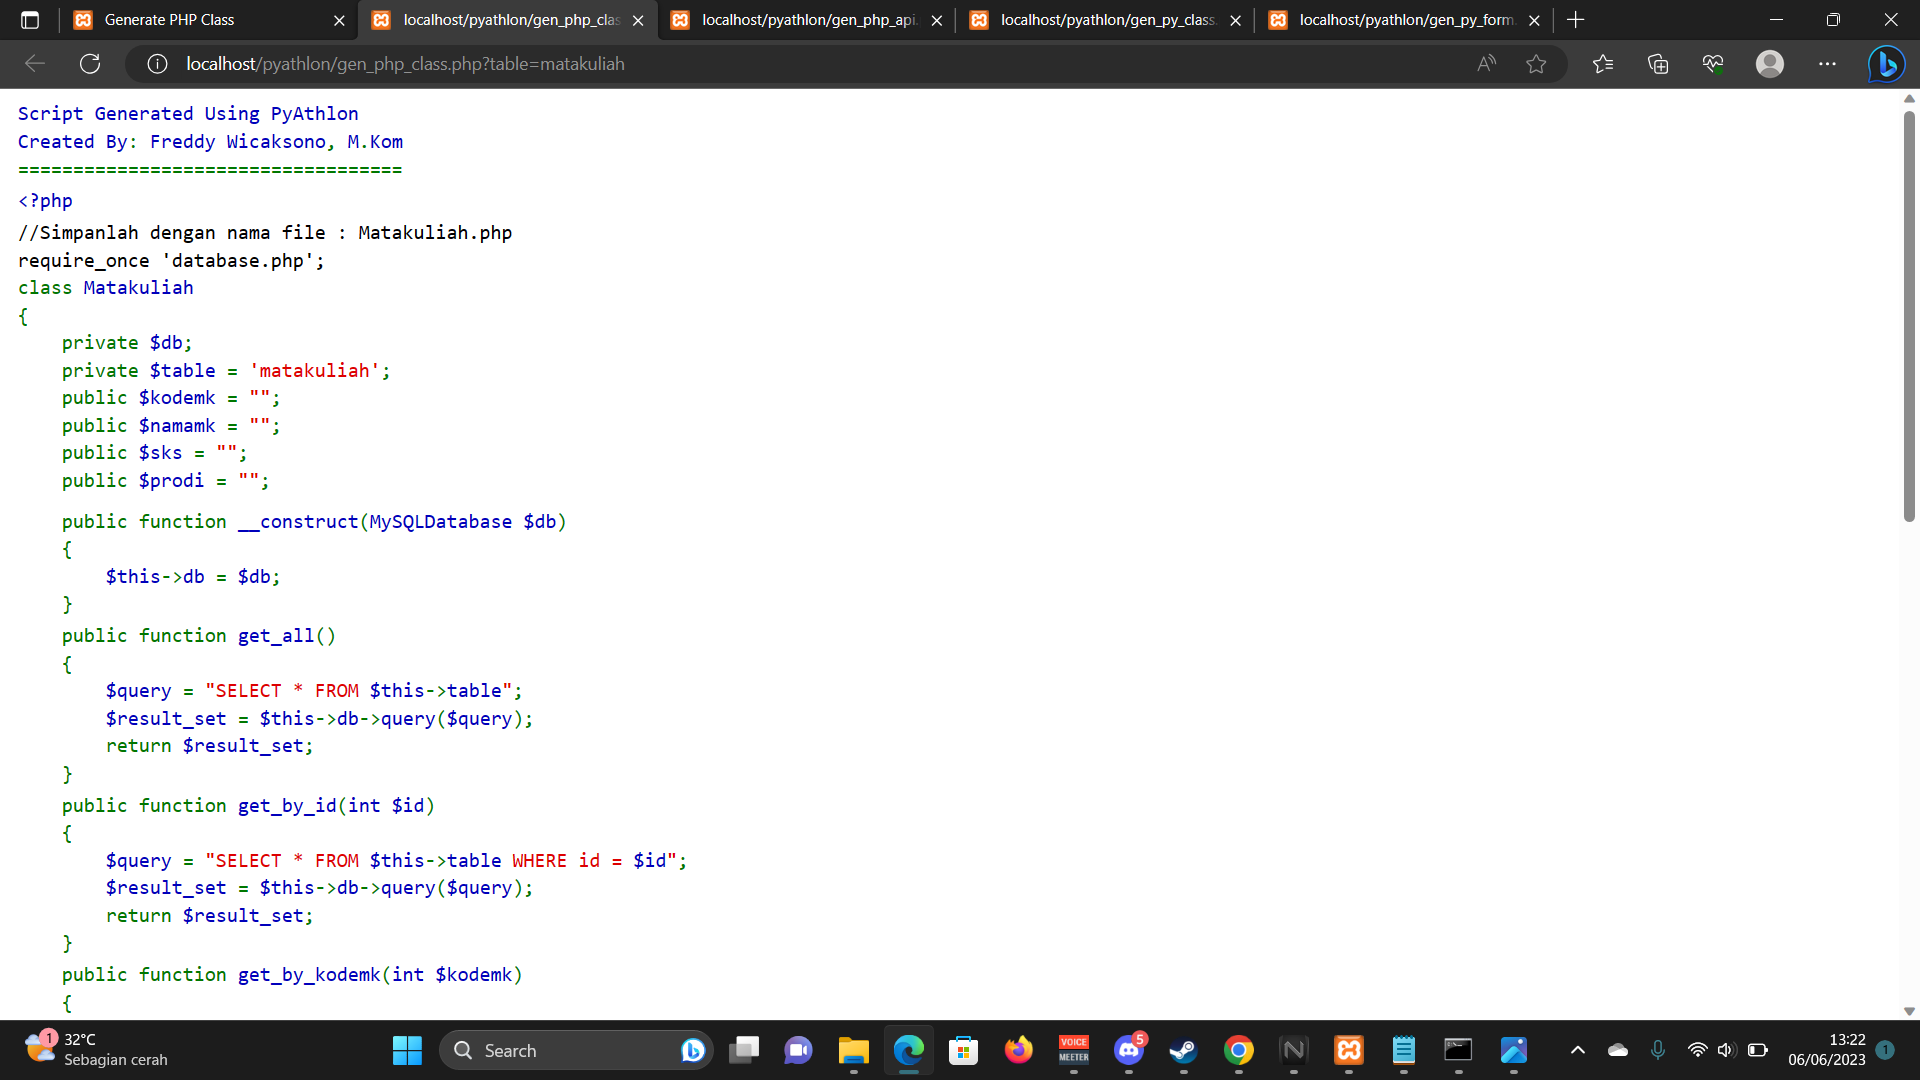 Generate PHP Class
localhost/pyathlon/gen_php_clas
localhost/pyathlon/gen_php_api.
localhost/pyathlon/gen_py_class.
localhost/pyathlon/gen_py_form.
localhost/pyathlon/gen_php_class.php?table=matakuliah
Script Generated Using PyAthlon
Created By: Freddy Wicaksono, M.Kom
===================================
<?php
//Simpanlah dengan nama file : Matakuliah.php
require_once 'database.php';
class Matakuliah
{
    private $db;
    private $table = 'matakuliah';
    public $kodemk = "";
    public $namamk = "";
    public $sks = "";
    public $prodi = "";
    public function __construct(MySQLDatabase $db)
    {
        $this->db = $db;
    }
    public function get_all()
    {
        $query = "SELECT * FROM $this->table";
        $result_set = $this->db->query($query);
        return $result_set;
    }
    public function get_by_id(int $id)
    {
        $query = "SELECT * FROM $this->table WHERE id = $id";
        $result_set = $this->db->query($query);
        return $result_set;
    }
    public function get_by_kodemk(int $kodemk)
    {
1
32°C
Sebagian cerah
Search
VOICE
MEETER
5
13:22
06/06/2023
1